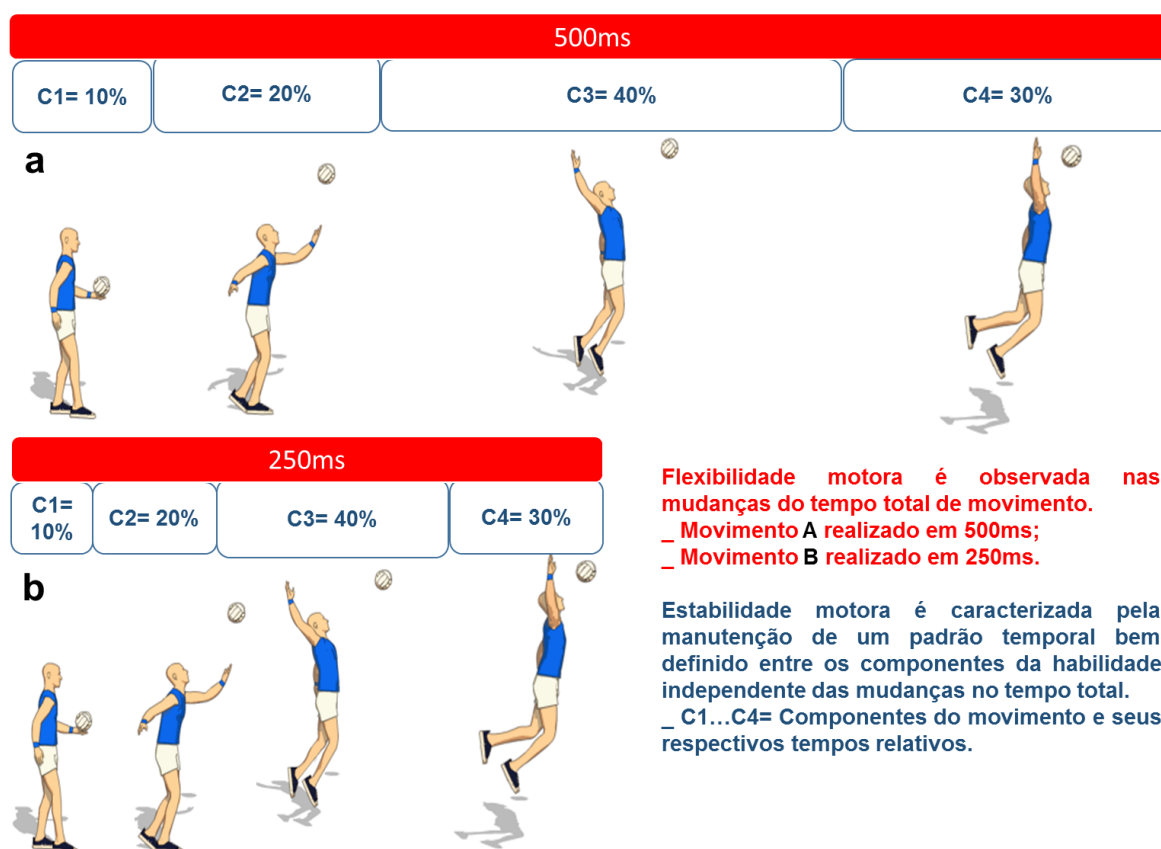 500ms
C1= 10%
C2= 20%
C3= 40%
C4= 30%
a
250ms
C1=
10%
C2= 20%
C3= 40%
C4= 30%
b
Flexibilidade motora é observada nas
mudanças do tempo total de movimento.
_ Movimento A realizado em 500ms;
_ Movimento B realizado em 250ms.
Estabilidade motora é caracterizada pela
manutenção de um padrão temporal bem
definido entre os componentes da habilidade
independente das mudanças no tempo total.
_ C1...C4= Componentes do movimento e seus
respectivos tempos relativos.